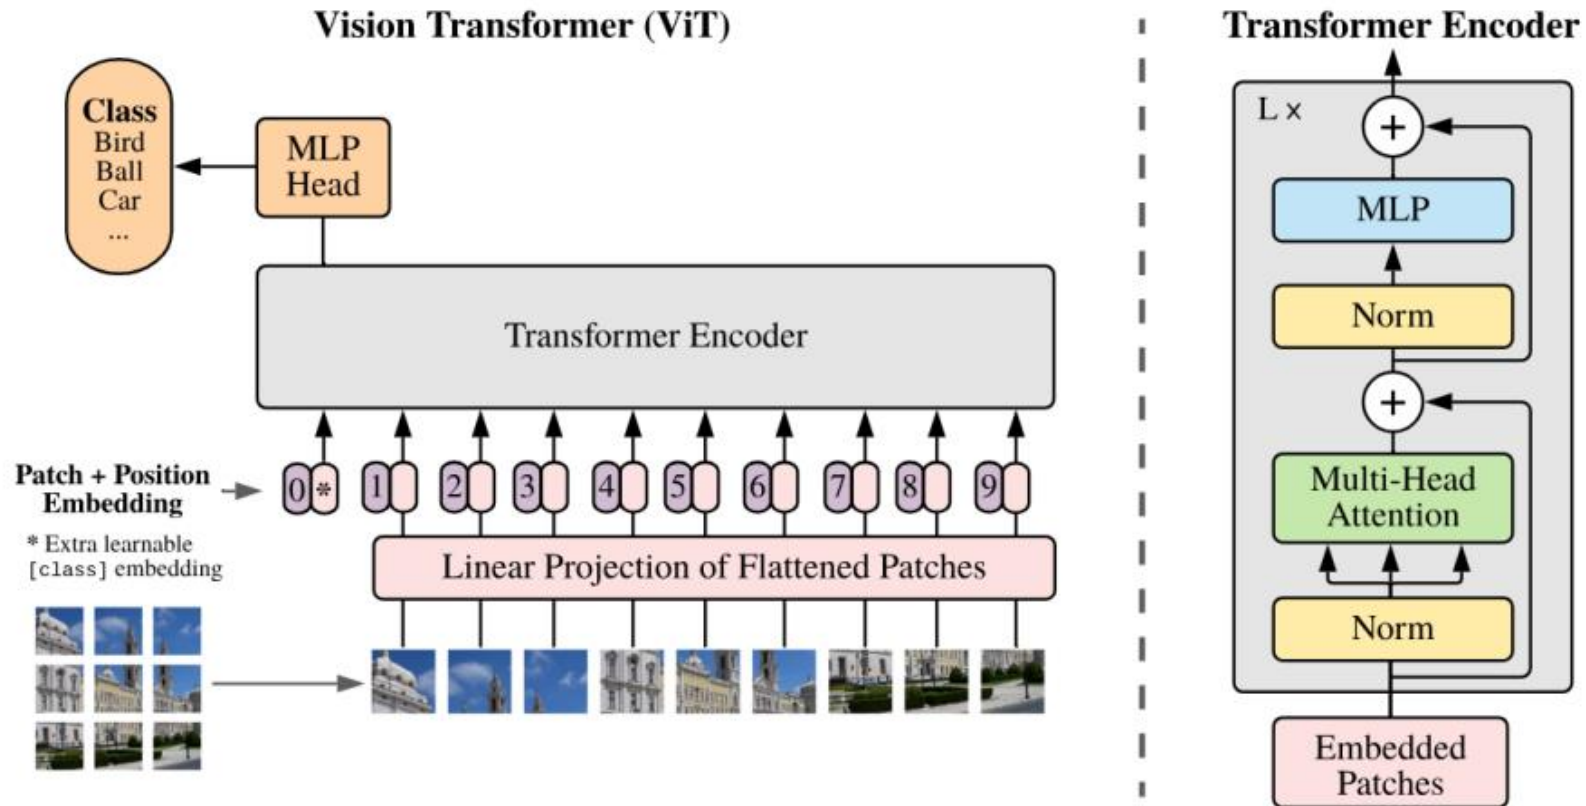 Vision Transformer (ViT)
Class
Bird
Ball
Car
...
MLP
Head
Transformer Encoder
Patch + Position
Embedding
0 * 1 2 3 4 5 6 7 8 9
* Extra learnable
[class] embedding
Linear Projection of Flattened Patches
Transformer Encoder
L ×
+
MLP
Norm
+
Multi-Head
Attention
Norm
Embedded
Patches